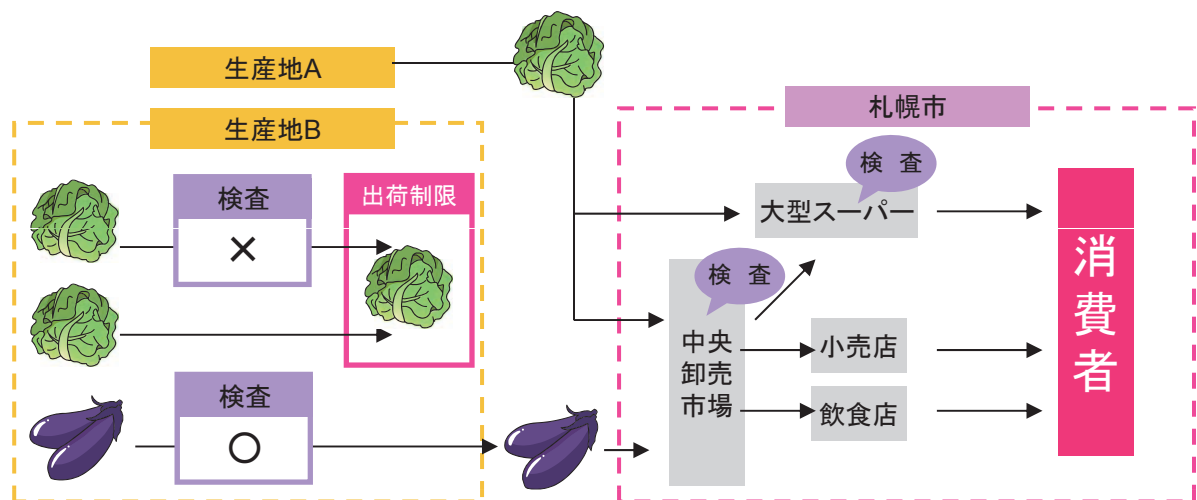 生産地A
生産地B
検査
×
出荷制限
検査
○
札幌市
検 査
大型スーパー
検 査
中央
卸売
市場
小売店
飲食店
消費者